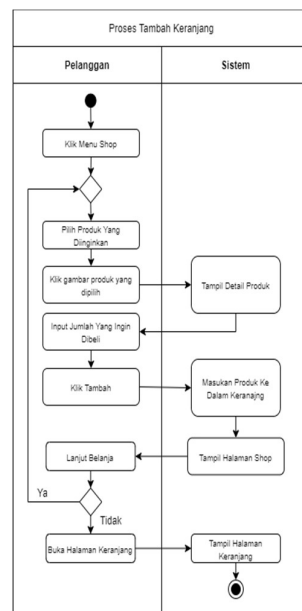 Proses Tambah Keranjang
Pelanggan
Sistem
Klik Menu Shop
Pilih Produk Yang
Diinginkan
Klik gambar produk yang
dipilih
Tampil Detail Produk
Input Jumlah Yang Ingin
Dibeli
Klik Tambah
Masukan Produk Ke
Dalam Keranajng
Tampil Halaman Shop
Lanjut Belanja
Ya
Tidak
Buka Halaman Keranjang
Tampil Halaman
Keranjang